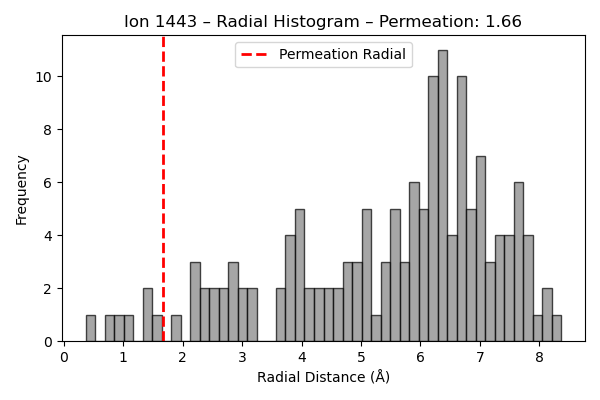 Ion 1443 – Radial Histogram – Permeation: 1.66
Permeation Radial
Frequency
10
8
6
4
2
0
0 1 2 3 4 5 6 7 8
Radial Distance (Å)